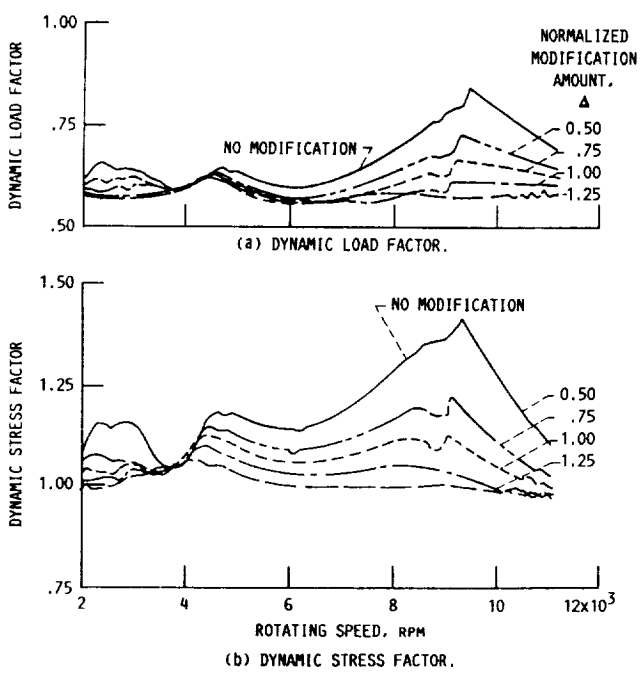 1.00
.75
.50
DYNAMIC LOAD FACTOR
NORMALIZED
MODIFICATION
AMOUNT,
Δ
NO MODIFICATION
0.50
.75
1.00
1.25
(a) DYNAMIC LOAD FACTOR.
1.50
1.25
1.00
.75
DYNAMIC STRESS FACTOR
NO MODIFICATION
0.50
.75
1.00
1.25
2 4 6 8 10 12x10³
ROTATING SPEED, RPM
(b) DYNAMIC STRESS FACTOR.